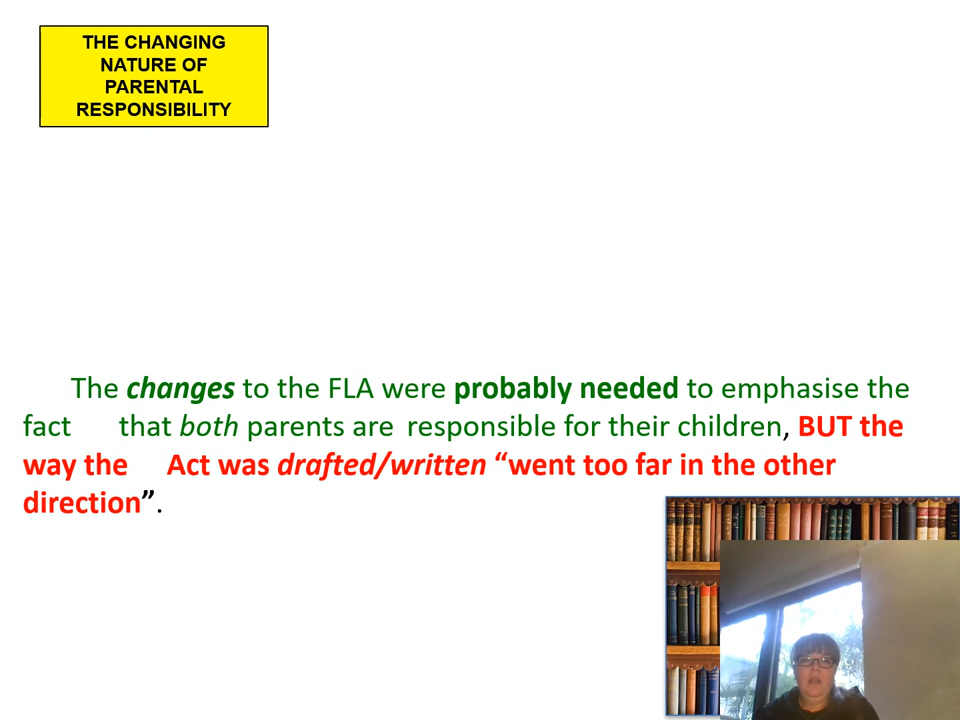 THE CHANGING
NATURE OF
PARENTAL
RESPONSIBILITY
The changes to the FLA were probably needed to emphasise the
fact that both parents are responsible for their children, BUT the
way the Act was drafted/written “went too far in the other
direction”.